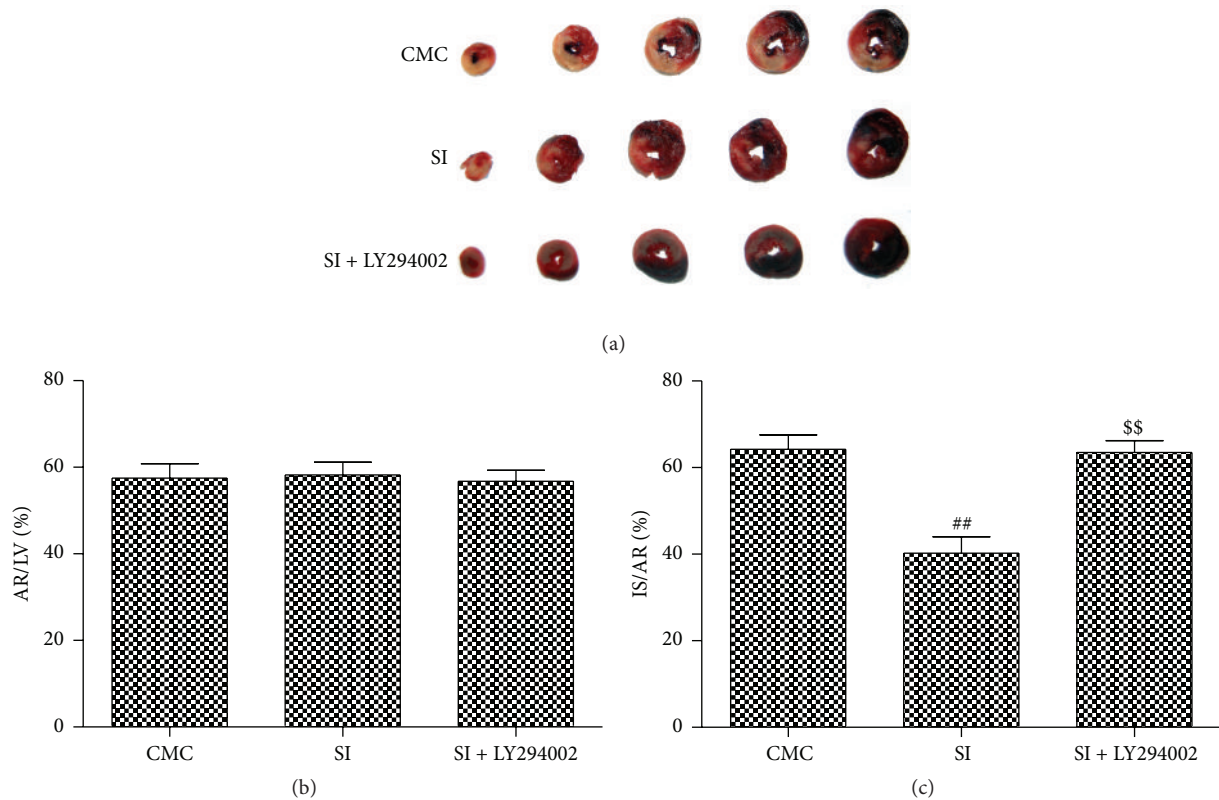 CMC
SI
SI + LY294002
(a)
80
60
40
20
0
AR/LV (%)
CMC
SI
SI + LY294002
(b)
80
60
40
20
0
IS/AR (%)
##
$$
CMC
SI
SI + LY294002
(c)